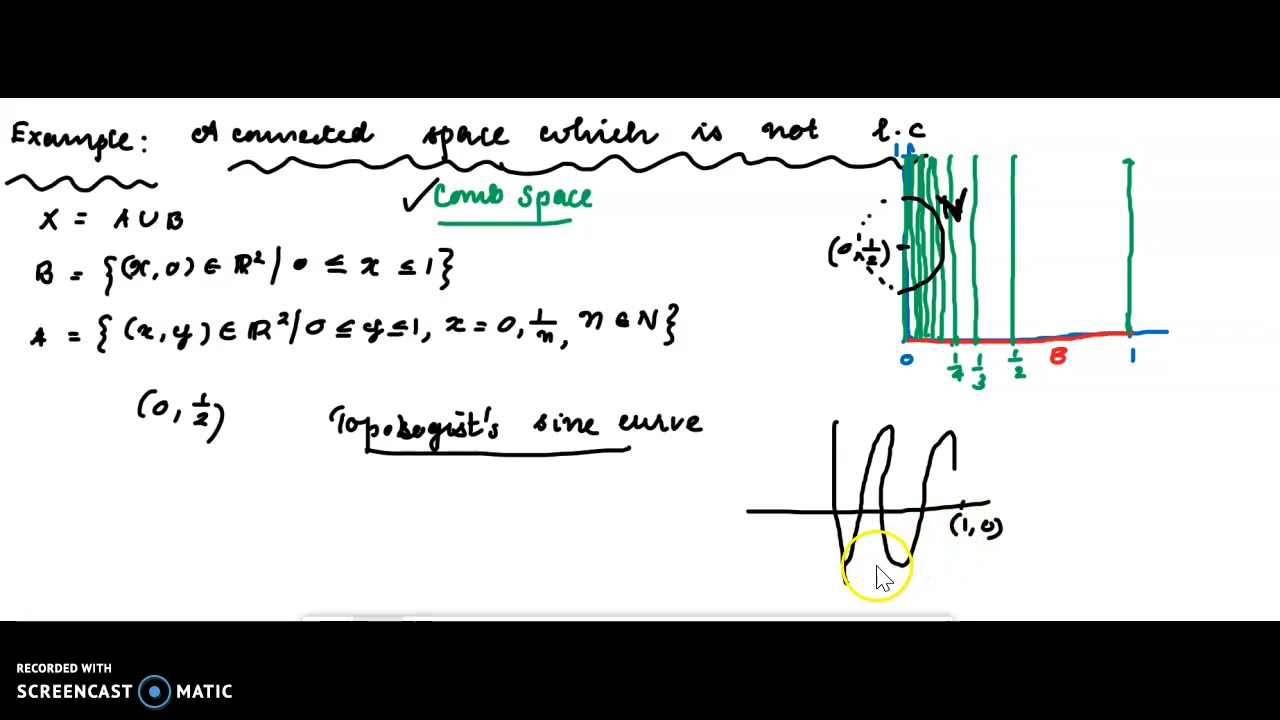 Example: A connected space which is not l.c
Comb space
X = A ∪ B
B = {(x, 0) ∈ ℝ² / 0 ≤ x ≤ 1}
A = {(x, y) ∈ ℝ² / 0 ≤ y ≤ 1, x = 0, 1/n, n ∈ N}
(0, 1/2)
Topologist's sine curve
1
N
(0, 1/2)
0 1/4 1/3 1/2 B 1
(1, 0)
RECORDED WITH
SCREENCAST MATIC